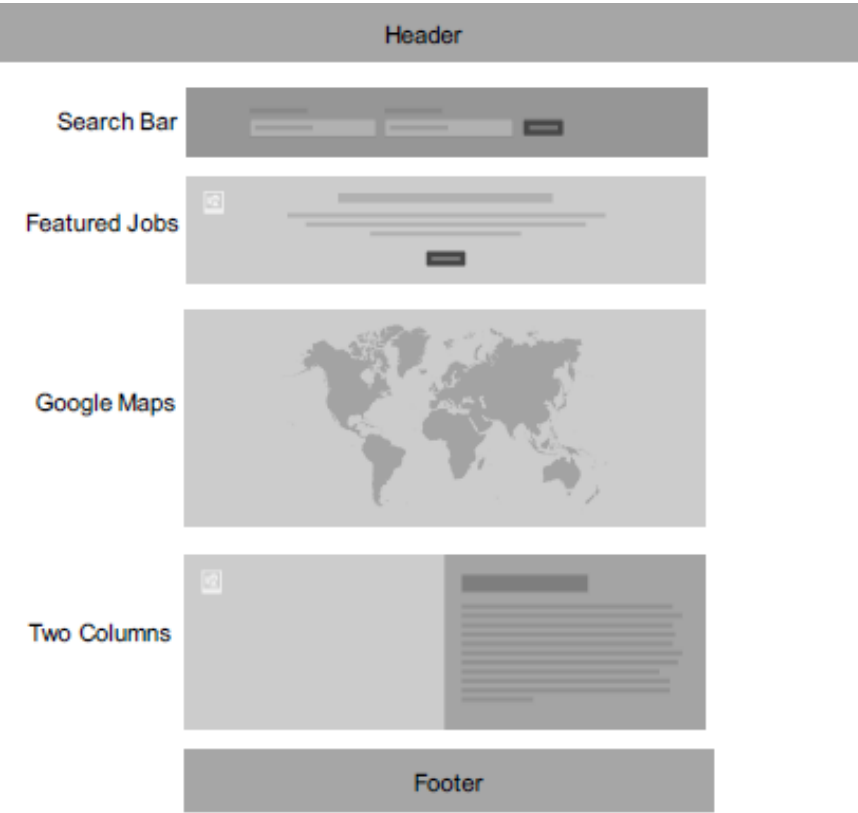 Header
Search Bar
Featured Jobs
Google Maps
Two Columns
Footer